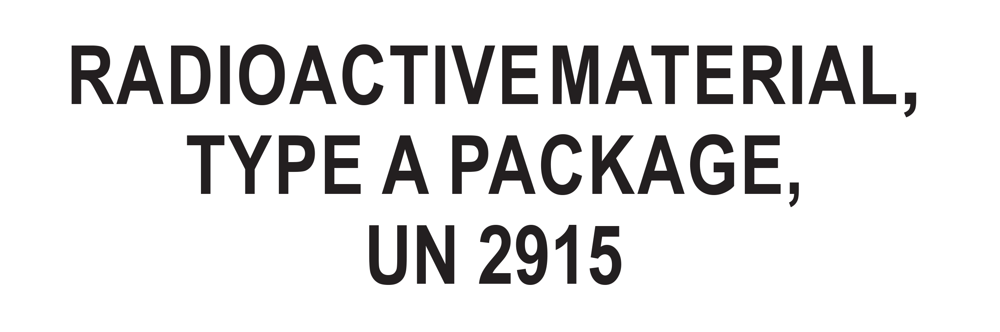 RADIOACTIVE MATERIAL,
TYPE A PACKAGE,
UN 2915